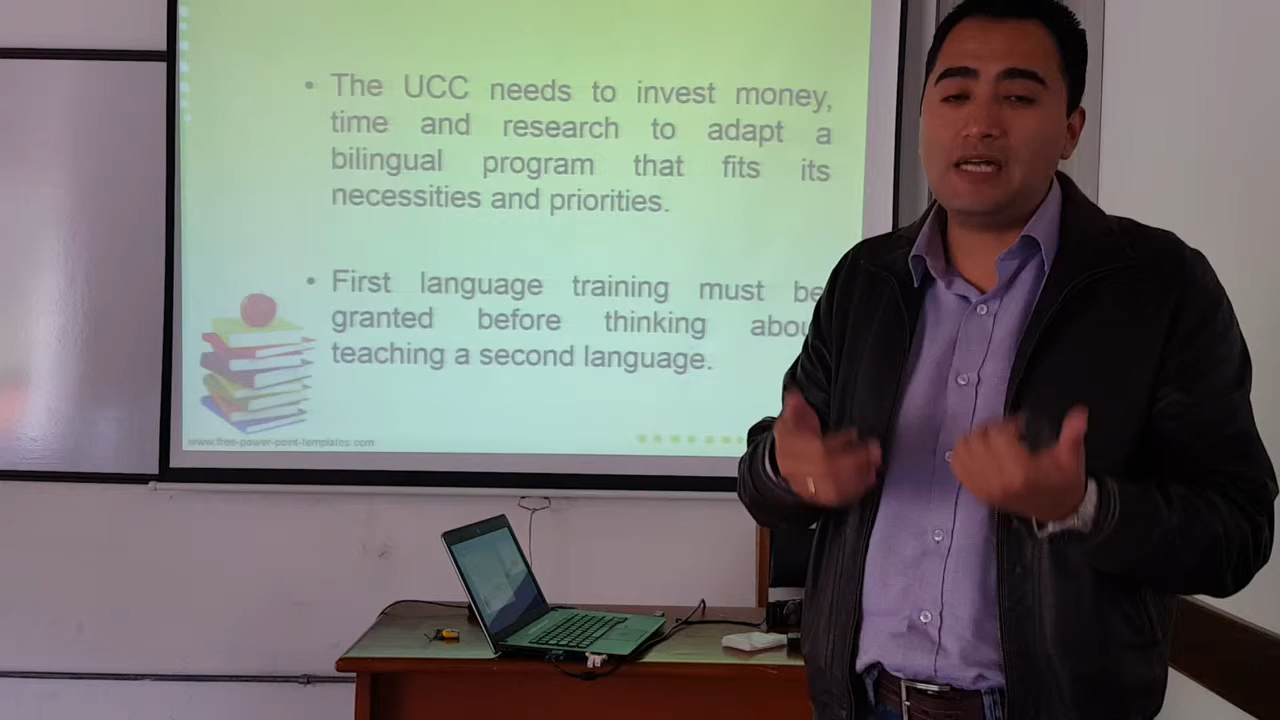 • The UCC needs to invest money,
time and research to adapt a
bilingual program that fits its
necessities and priorities.
• First language training must be
granted before thinking abou
teaching a second language.
www.free-power-point-templates.com